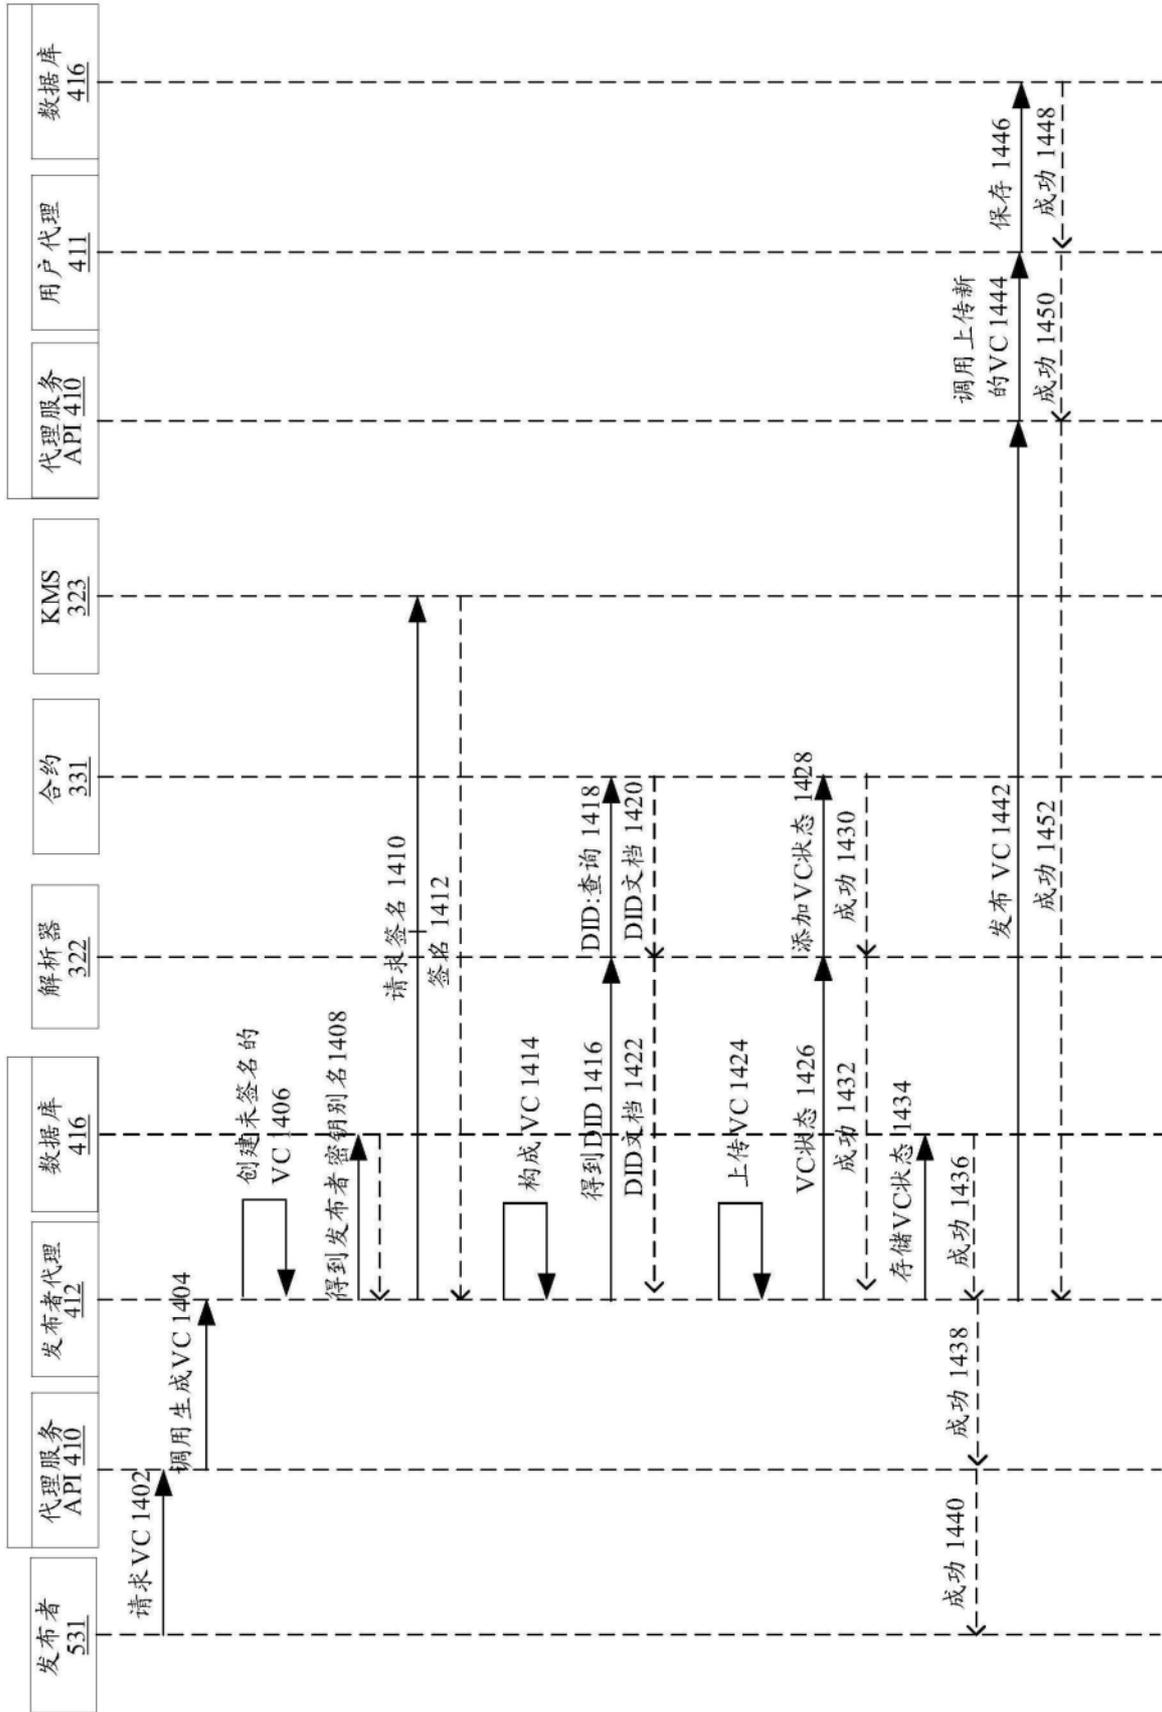 发布者
531
代理服务
API 410
发布者代理
412
数据库
416
解析器
322
合约
331
KMS
323
代理服务
API 410
用户代理
411
数据库
416
请求VC 1402
调用生成VC 1404
创建未签名的
VC 1406
得到发布者密钥别名1408
请求签名 1410
签名 1412
构成VC 1414
得到DID 1416
DID:查询 1418
DID文档 1420
DID文档 1422
上传VC 1424
VC状态 1426
添加VC状态 1428
成功 1430
成功 1432
存储VC状态 1434
成功 1436
成功 1438
成功 1440
发布 VC 1442
调用上传新
的VC 1444
保存 1446
成功 1448
成功 1450
成功 1452